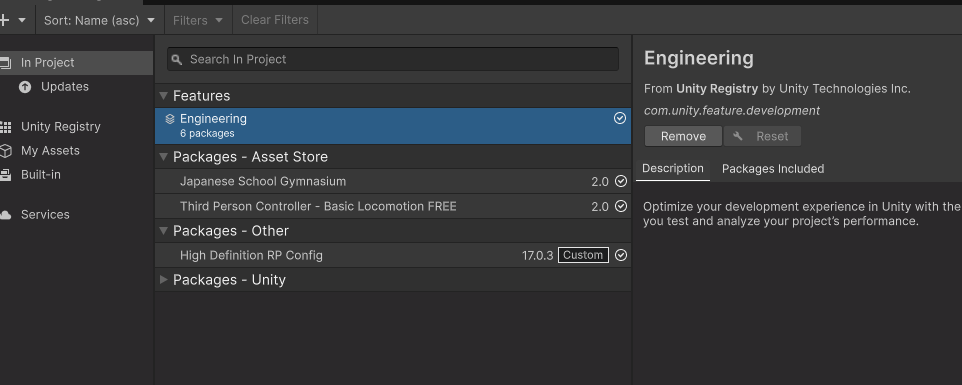 Sort: Name (asc)
Filters
Clear Filters
In Project
Updates
Unity Registry
My Assets
Built-in
Services
Search In Project
Features
Engineering
6 packages
Packages - Asset Store
Japanese School Gymnasium 2.0
Third Person Controller - Basic Locomotion FREE 2.0
Packages - Other
High Definition RP Config 17.0.3 Custom
Packages - Unity
Engineering
From Unity Registry by Unity Technologies Inc.
com.unity.feature.development
Remove Reset
Description Packages Included
Optimize your development experience in Unity with the
you test and analyze your project's performance.